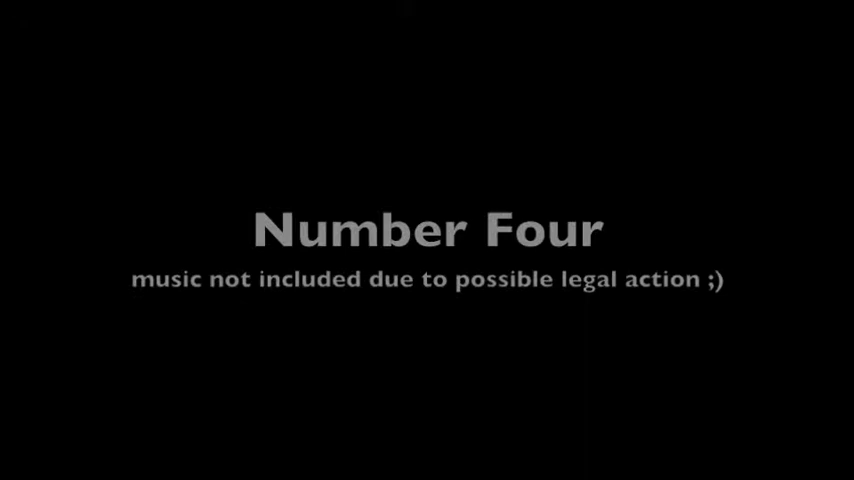 Number Four
music not included due to possible legal action ;)